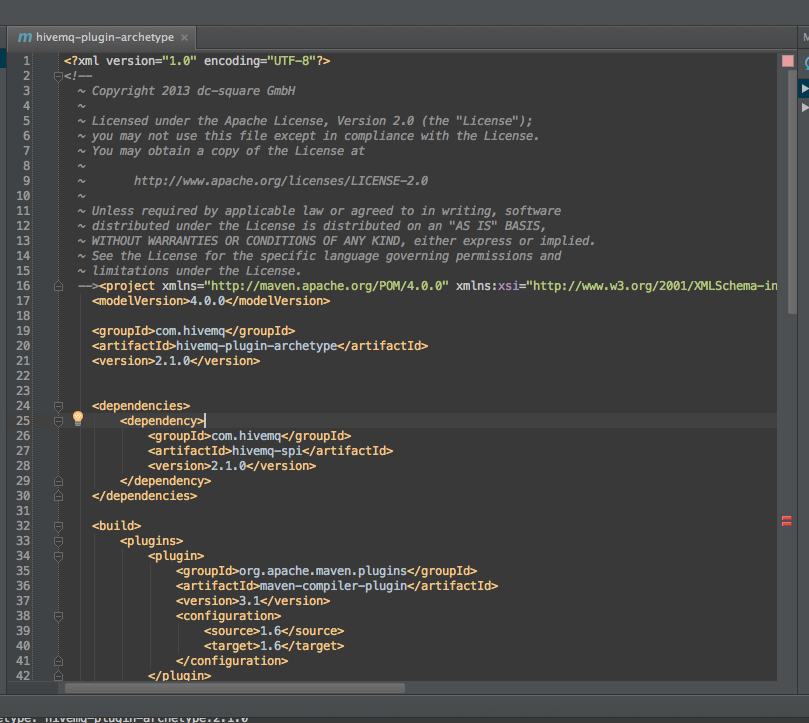 hivemq-plugin-archetype
1 <?xml version="1.0" encoding="UTF-8"?>
2 <!--
3 ~ Copyright 2013 dc-square GmbH
4 ~
5 ~ Licensed under the Apache License, Version 2.0 (the "License");
6 ~ you may not use this file except in compliance with the License.
7 ~ You may obtain a copy of the License at
8 ~
9 ~ http://www.apache.org/licenses/LICENSE-2.0
10 ~
11 ~ Unless required by applicable law or agreed to in writing, software
12 ~ distributed under the License is distributed on an "AS IS" BASIS,
13 ~ WITHOUT WARRANTIES OR CONDITIONS OF ANY KIND, either express or implied.
14 ~ See the License for the specific language governing permissions and
15 ~ limitations under the License.
16 --><project xmlns="http://maven.apache.org/POM/4.0.0" xmlns:xsi="http://www.w3.org/2001/XMLSchema-in
17 <modelVersion>4.0.0</modelVersion>
18
19 <groupId>com.hivemq</groupId>
20 <artifactId>hivemq-plugin-archetype</artifactId>
21 <version>2.1.0</version>
22
23
24 <dependencies>
25 <dependency>
26 <groupId>com.hivemq</groupId>
27 <artifactId>hivemq-spi</artifactId>
28 <version>2.1.0</version>
29 </dependency>
30 </dependencies>
31
32 <build>
33 <plugins>
34 <plugin>
35 <groupId>org.apache.maven.plugins</groupId>
36 <artifactId>maven-compiler-plugin</artifactId>
37 <version>3.1</version>
38 <configuration>
39 <source>1.6</source>
40 <target>1.6</target>
41 </configuration>
42 </plugin>
etype: hivemq-plugin-archetype:2.1.0